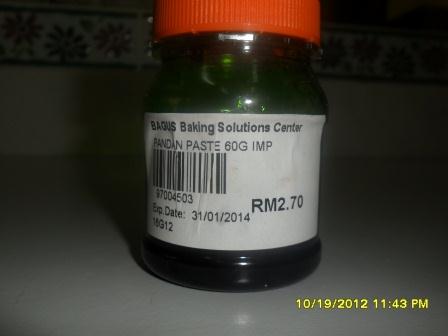 BAGUS Baking Solutions Center
PANDAN PASTE 60G IMP
97004503
Exp.Date: 31/01/2014
RM2.70
16G12
10/19/2012 11:43 PM